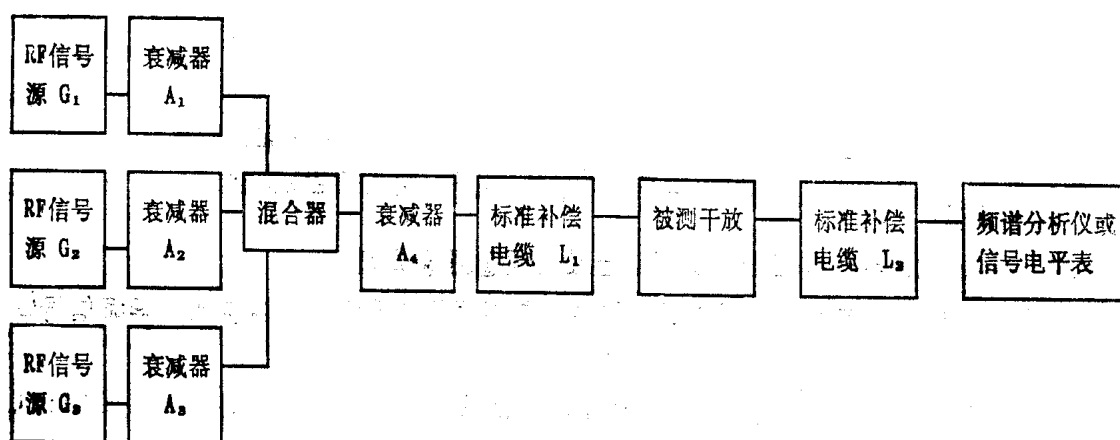 RF信号
源 G₁
衰减器
A₁
RF信号
源 G₂
衰减器
A₂
RF信号
源 G₃
衰减器
A₃
混合器
衰减器
A₄
标准补偿
电缆 L₁
被测干放
标准补偿
电缆 L₂
频谱分析仪或
信号电平表